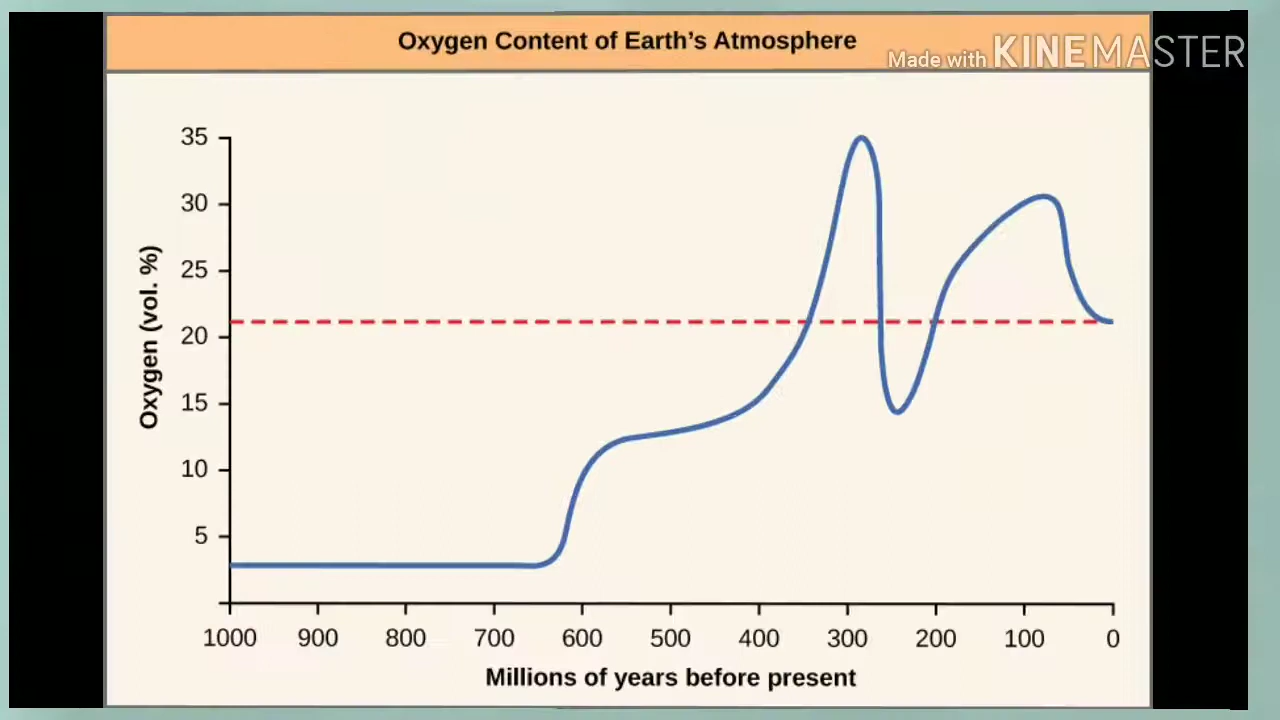 Oxygen Content of Earth’s Atmosphere
Made with KINEMASTER
35
30
25
20
15
10
5
Oxygen (vol. %)
1000 900 800 700 600 500 400 300 200 100 0
Millions of years before present